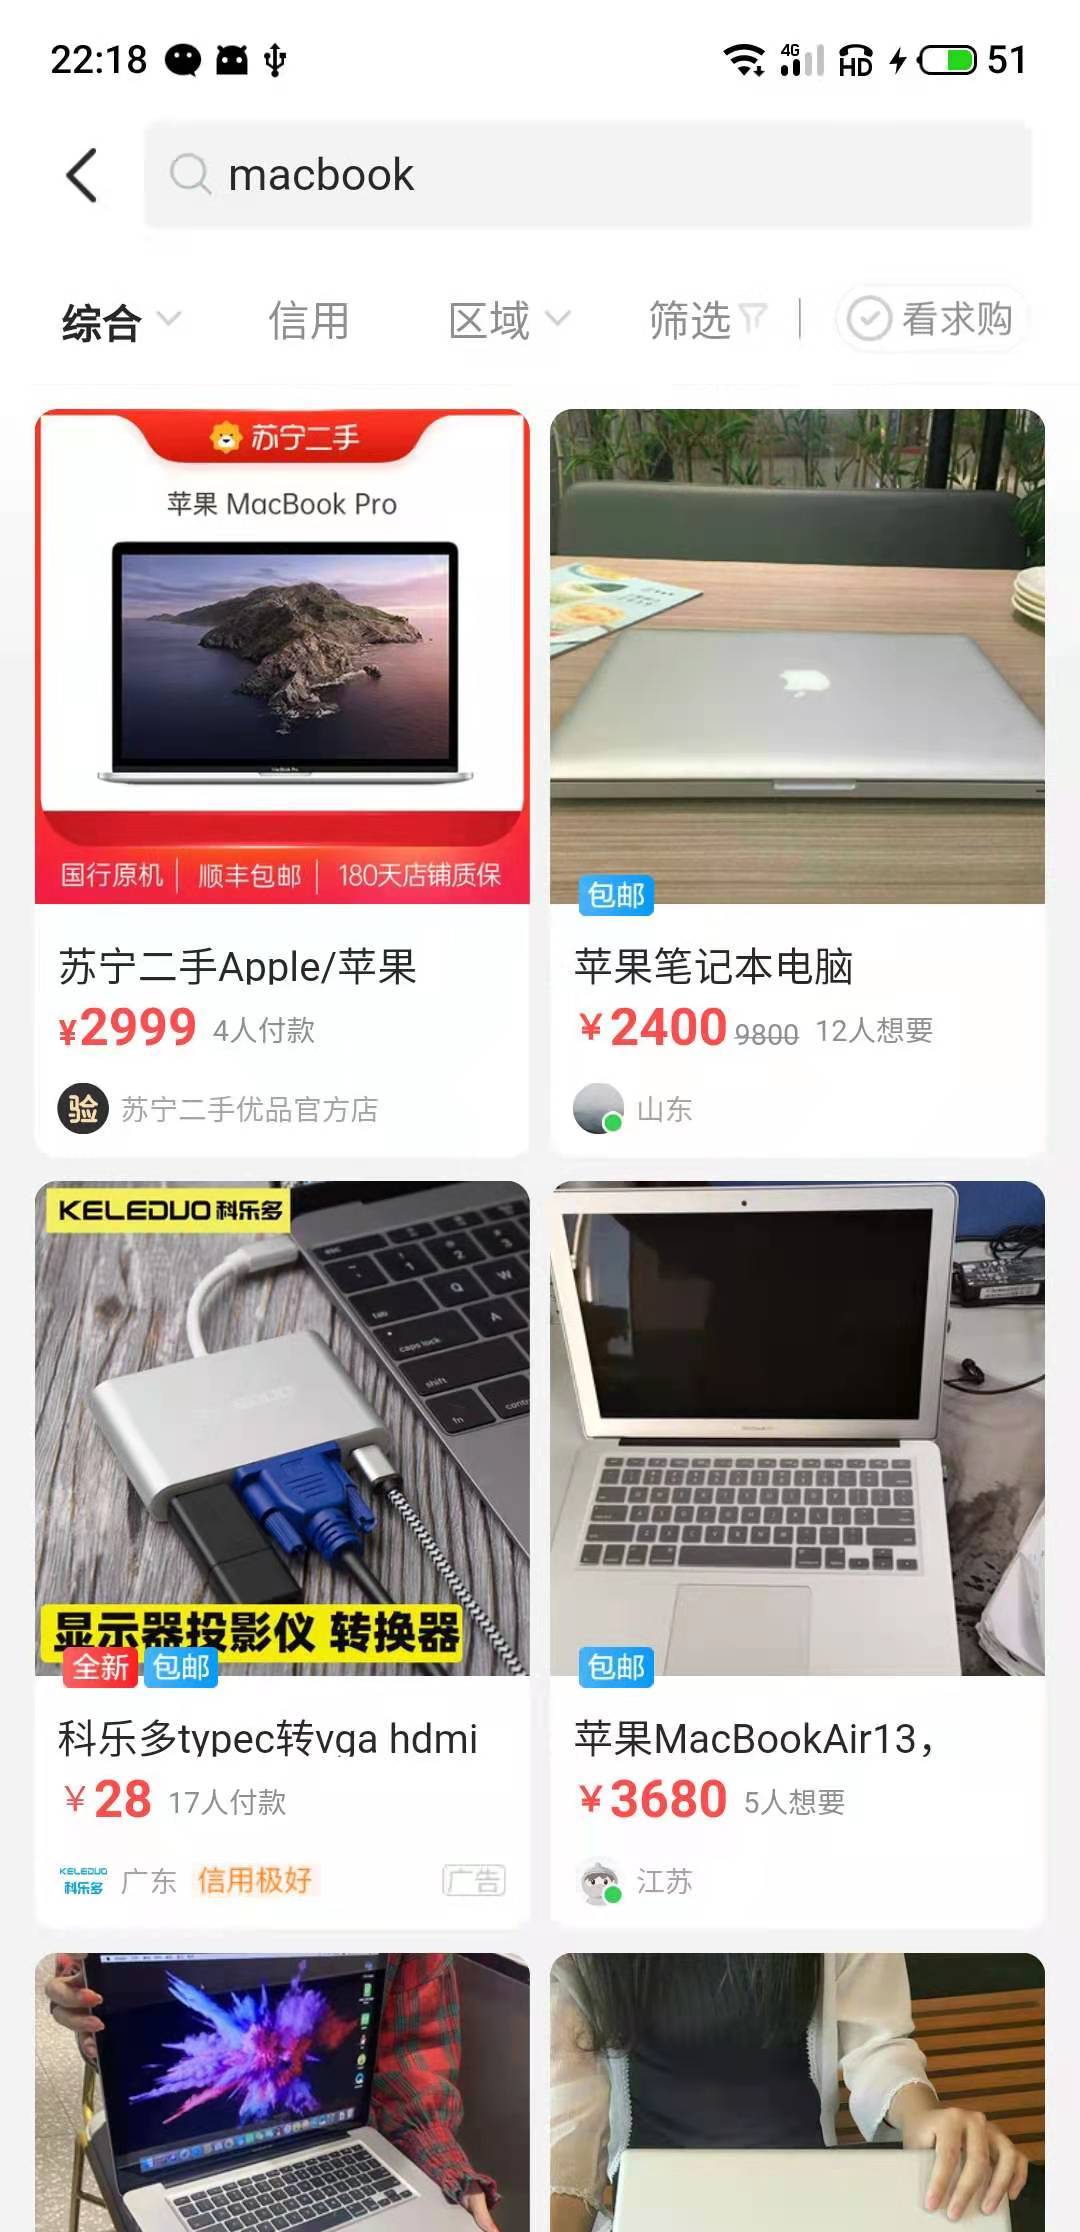 22:18
4G
HD
51
macbook
综合
信用
区域
筛选
看求购
苏宁二手
苹果 MacBook Pro
国行原机
顺丰包邮
180天店铺质保
苏宁二手Apple/苹果
¥2999 4人付款
验 苏宁二手优品官方店
包邮
苹果笔记本电脑
¥2400 9800 12人想要
山东
KELEDUO科乐多
显示器投影仪 转换器
全新 包邮
科乐多typec转vga hdmi
¥28 17人付款
KELEDUO
科乐多
广东 信用极好 广告
包邮
苹果MacBookAir13，
¥3680 5人想要
江苏